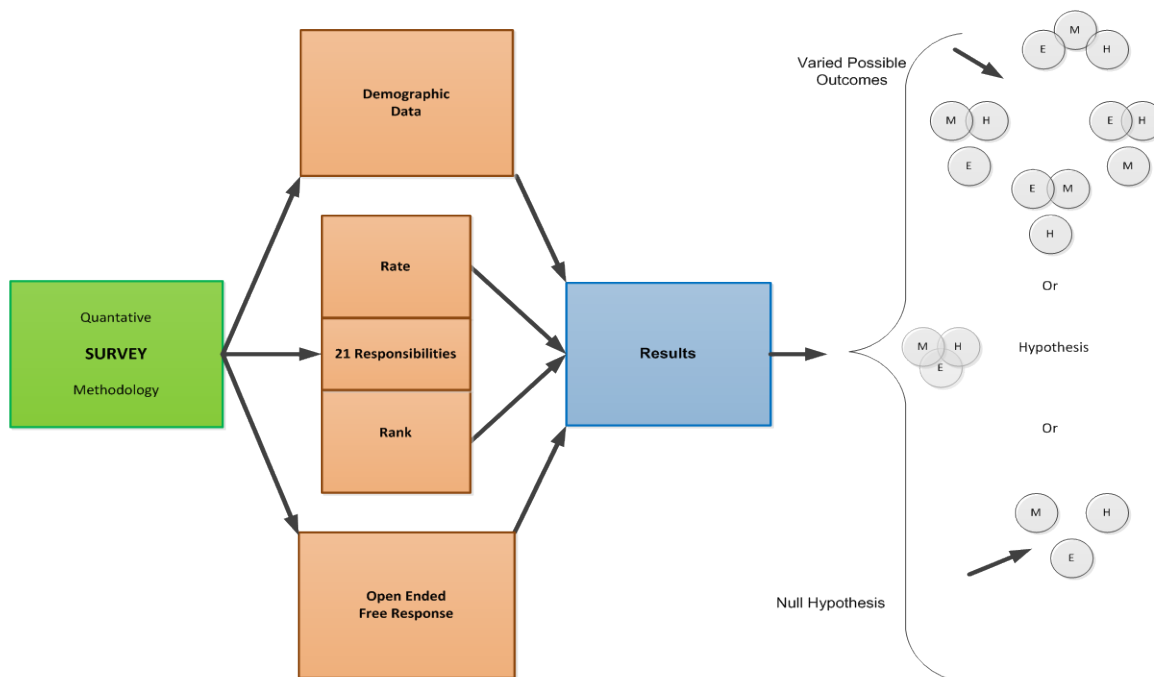 Quantative
SURVEY
Methodology
Demographic
Data
Rate
21 Responsibilities
Rank
Open Ended
Free Response
Results
Varied Possible
Outcomes
M
E
H
M
H
E
E
H
M
E
M
H
Or
M
H
E
Hypothesis
Or
M
H
E
Null Hypothesis